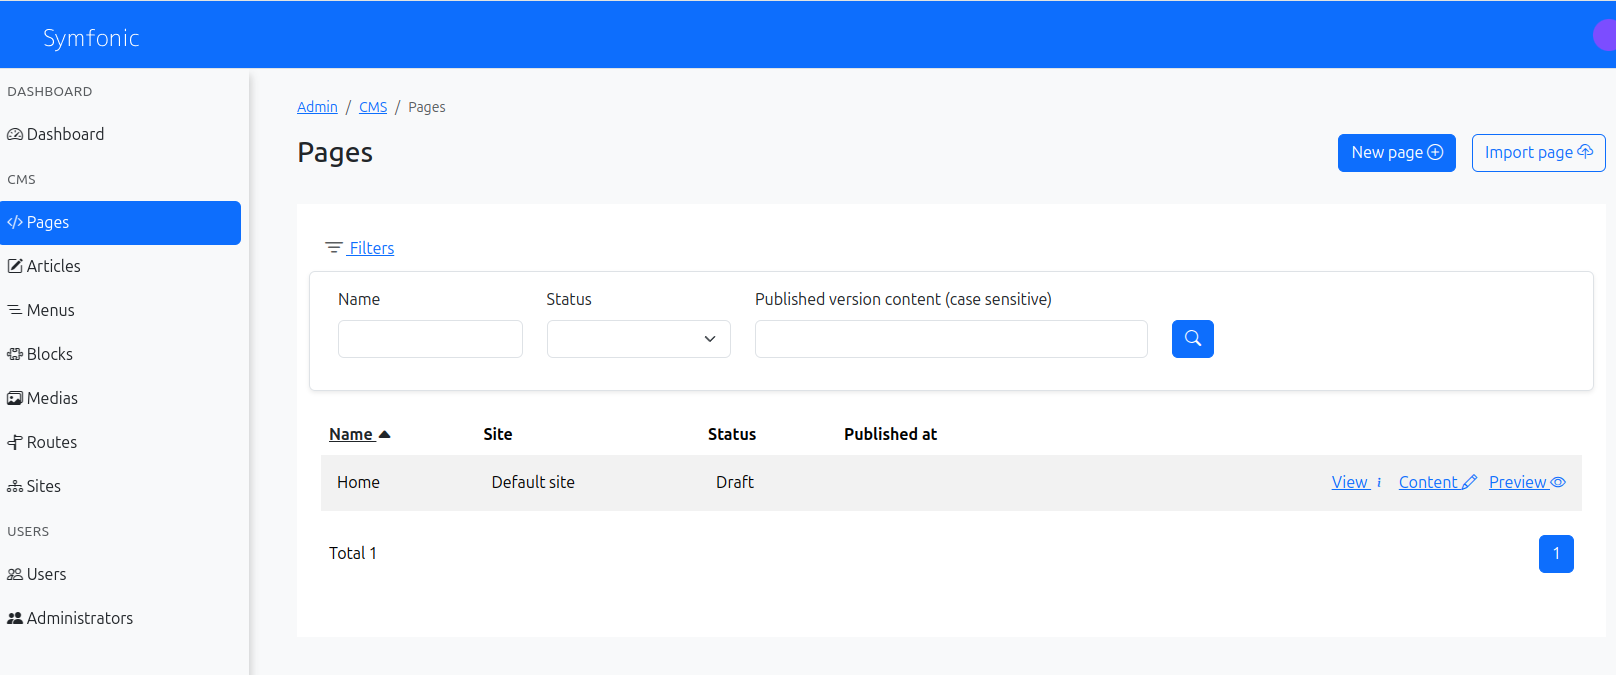 Symfonic
DASHBOARD
Dashboard
CMS
Pages
Articles
Menus
Blocks
Medias
Routes
Sites
USERS
Users
Administrators
Admin / CMS / Pages
Pages
New page
Import page
Filters
Name Status Published version content (case sensitive)
Name Site Status Published at
Home Default site Draft View Content Preview
Total 1 1